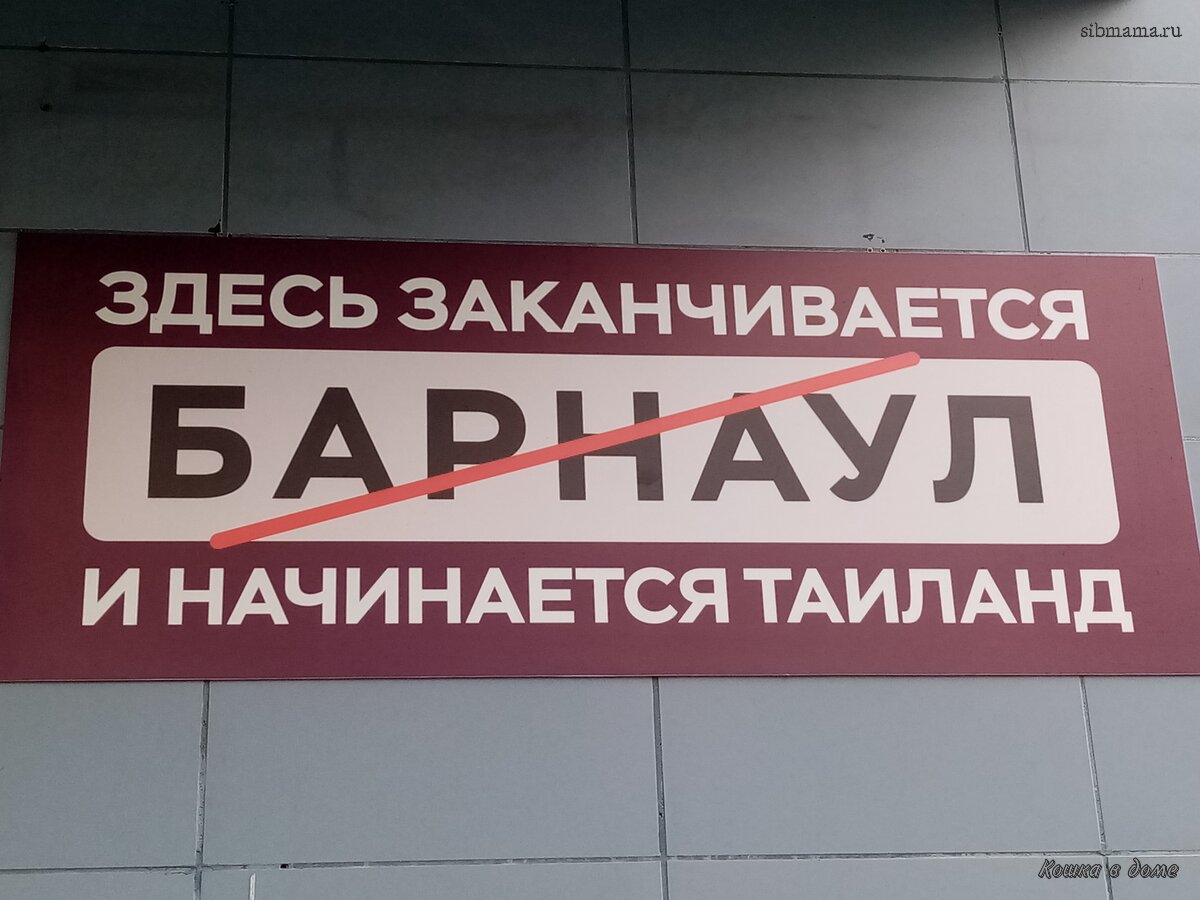 sibmama.ru
ЗДЕСЬ ЗАКАНЧИВАЕТСЯ
БАРНАУЛ
И НАЧИНАЕТСЯ ТАИЛАНД
Кошка в доме